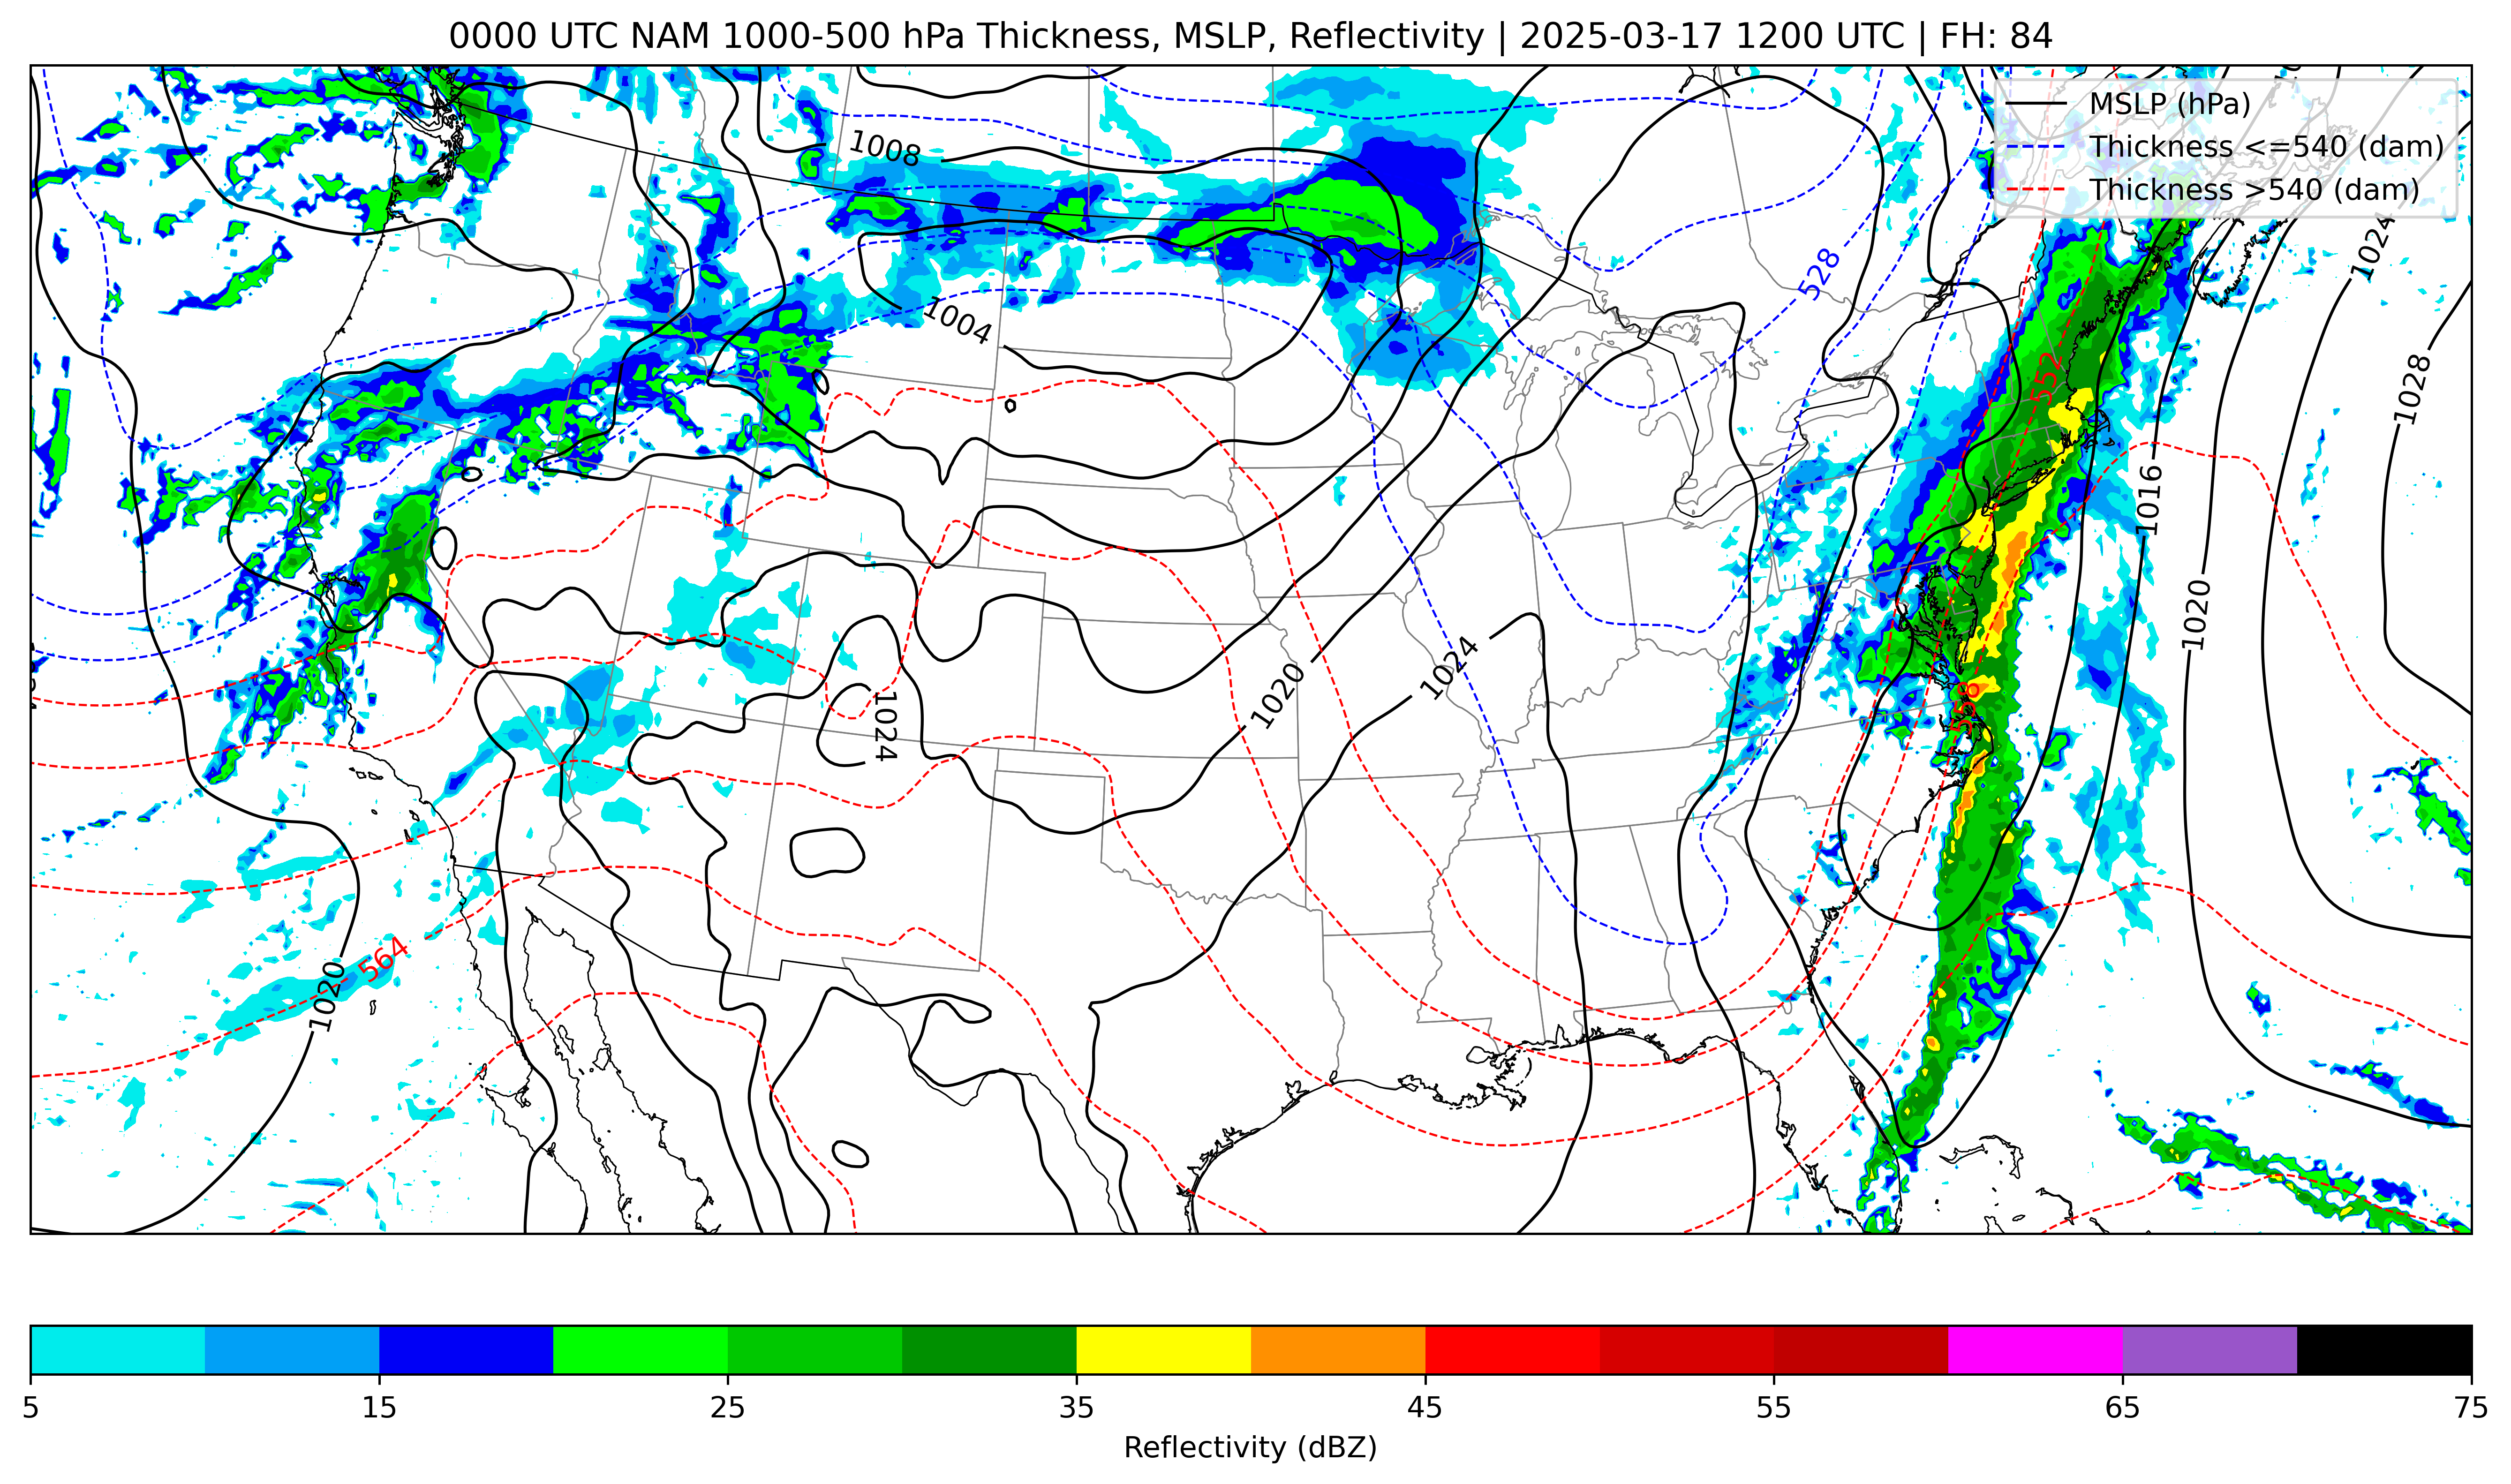 0000 UTC NAM 1000-500 hPa Thickness, MSLP, Reflectivity | 2025-03-17 1200 UTC | FH: 84
MSLP (hPa)
Thickness <=540 (dam)
Thickness >540 (dam)
1008
1024
528
1004
1028
552
1016
1020
1020
1024
1024
564
1020
5 15 25 35 45 55 65 75
Reflectivity (dBZ)